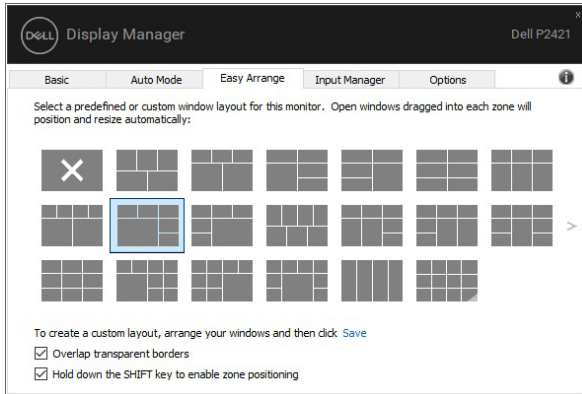 DELL Display Manager
Dell P2421
Basic
Auto Mode
Easy Arrange
Input Manager
Options
Select a predefined or custom window layout for this monitor. Open windows dragged into each zone will
position and resize automatically:
To create a custom layout, arrange your windows and then click Save
Overlap transparent borders
Hold down the SHIFT key to enable zone positioning